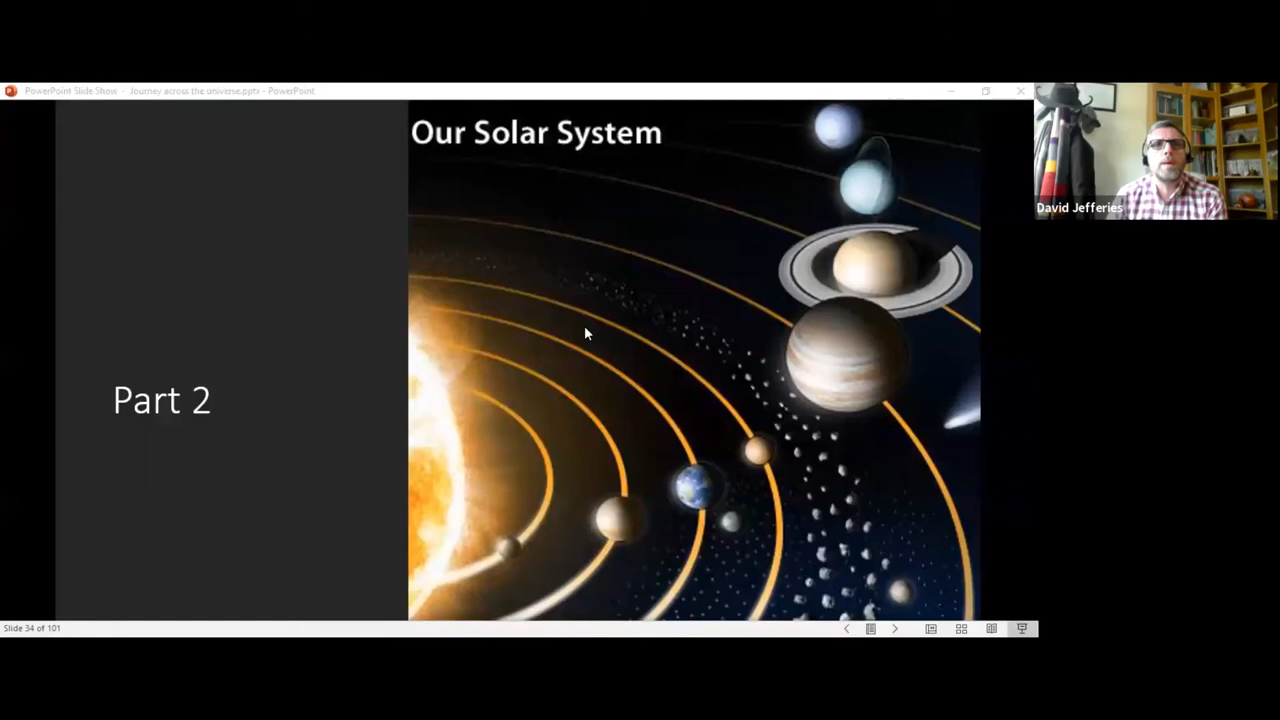 PowerPoint Slide Show - Journey across the universe.pptx - PowerPoint
Our Solar System
David Jefferies
Part 2
Slide 34 of 101